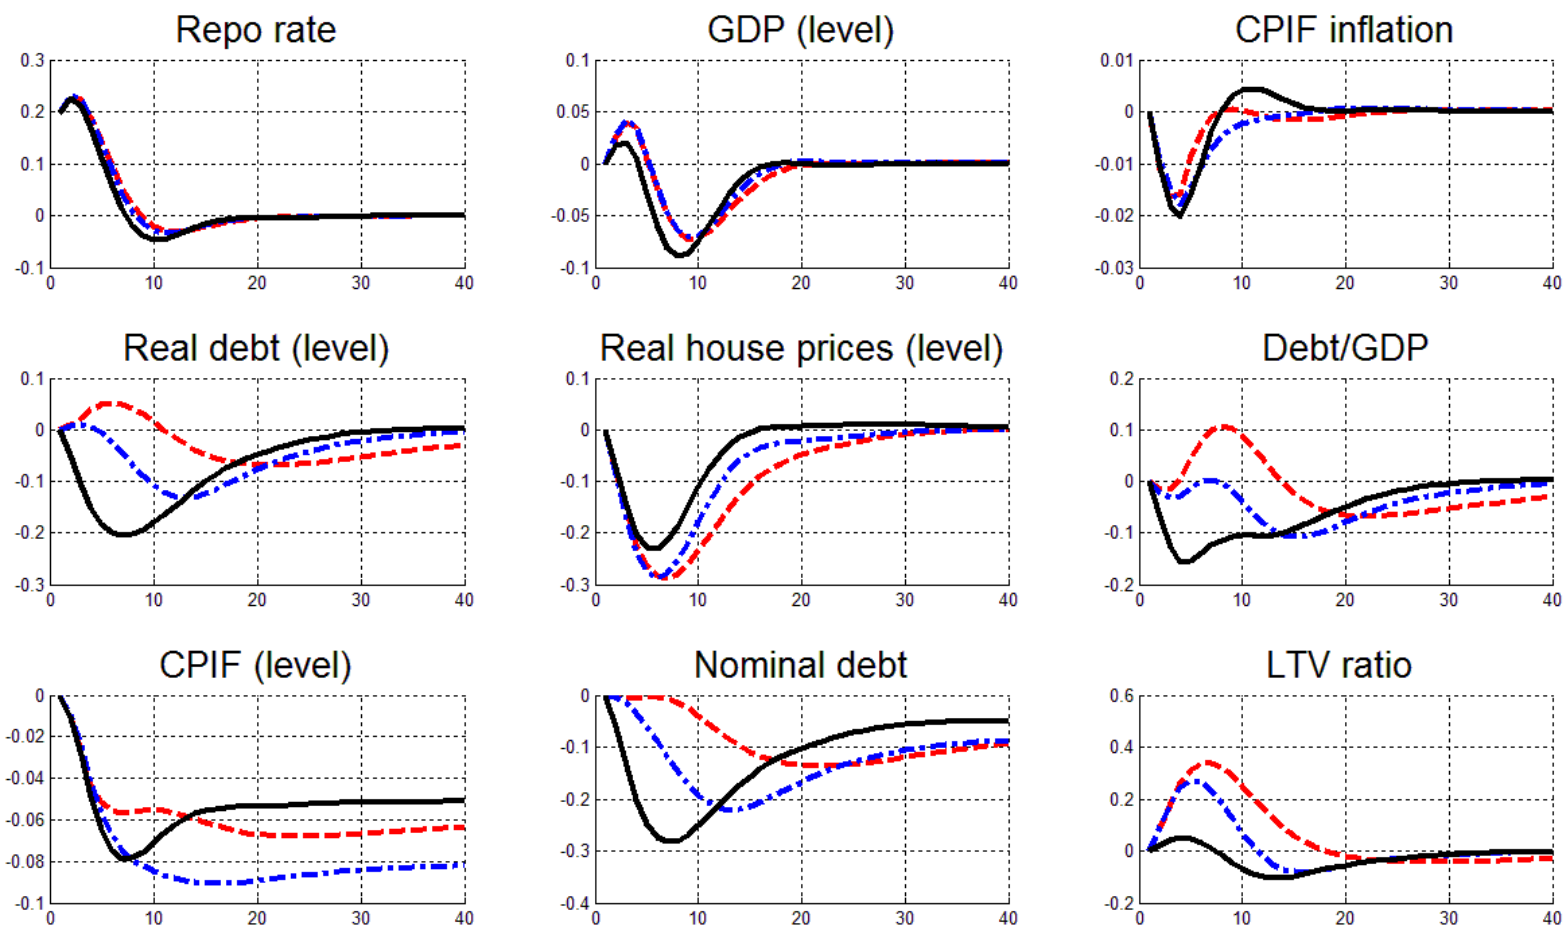 Repo rate
0.3
0.2
0.1
0
-0.1
0 10 20 30 40
GDP (level)
0.1
0.05
0
-0.05
-0.1
0 10 20 30 40
CPIF inflation
0.01
0
-0.01
-0.02
-0.03
0 10 20 30 40
Real debt (level)
0.1
0
-0.1
-0.2
-0.3
0 10 20 30 40
Real house prices (level)
0.1
0
-0.1
-0.2
-0.3
0 10 20 30 40
Debt/GDP
0.2
0.1
0
-0.1
-0.2
0 10 20 30 40
CPIF (level)
0
-0.02
-0.04
-0.06
-0.08
-0.1
0 10 20 30 40
Nominal debt
0
-0.1
-0.2
-0.3
-0.4
0 10 20 30 40
LTV ratio
0.6
0.4
0.2
0
-0.2
0 10 20 30 40